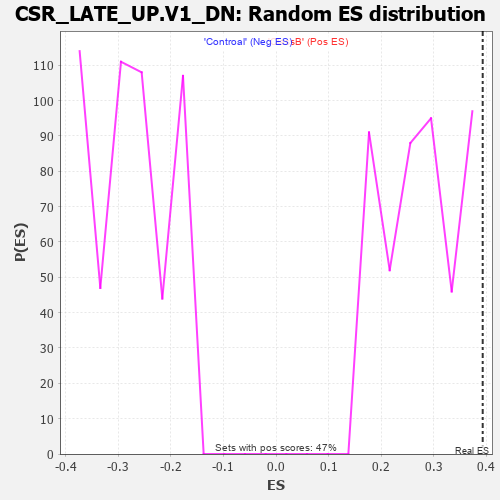 CSR_LATE_UP.V1_DN: Random ES distribution
'Controal' (Neg ES) sB' (Pos ES)
110
100
90
80
70
60
50
40
30
20
10
0
P(ES)
Sets with pos scores: 47%
Real ES
-0.4 -0.3 -0.2 -0.1 0.0 0.1 0.2 0.3 0.4
ES